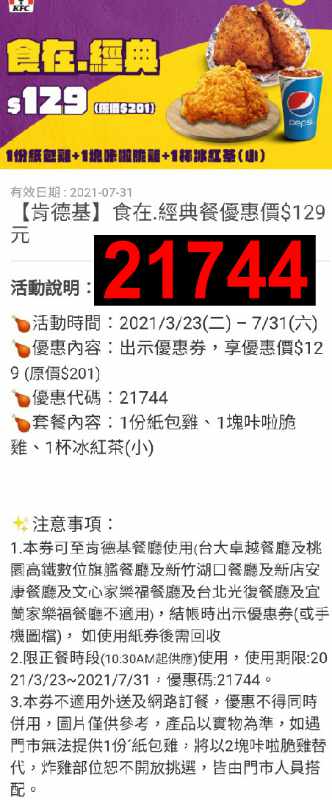 KFC
食在.經典
$129 (原價$201)
pepsi
1份紙包雞+1塊咔啦脆雞+1杯冰紅茶(小)
有效日期 : 2021-07-31
【肯德基】食在.經典餐優惠價$129
元
21744
活動說明：
🍗活動時間：2021/3/23(二) – 7/31(六)
🍗優惠內容：出示優惠券，享優惠價$12
9 (原價$201)
🍗優惠代碼：21744
🍗套餐內容：1份紙包雞、1塊咔啦脆
雞、1杯冰紅茶(小)
✨注意事項：
1.本券可至肯德基餐廳使用(台大卓越餐廳及桃
園高鐵數位旗艦餐廳及新竹湖口餐廳及新店安
康餐廳及文心家樂福餐廳及台北光復餐廳及宜
蘭家樂福餐廳不適用)，結帳時出示優惠券(或手
機圖檔)， 如使用紙券後需回收
2.限正餐時段(10:30AM起供應)使用，使用期限:20
21/3/23~2021/7/31，優惠碼:21744。
3.本券不適用外送及網路訂餐，優惠不得同時
併用，圖片僅供參考，產品以實物為準，如遇
門市無法提供1份ˇ紙包雞，將以2塊咔啦脆雞替
代，炸雞部位恕不開放挑選，皆由門市人員搭
配。